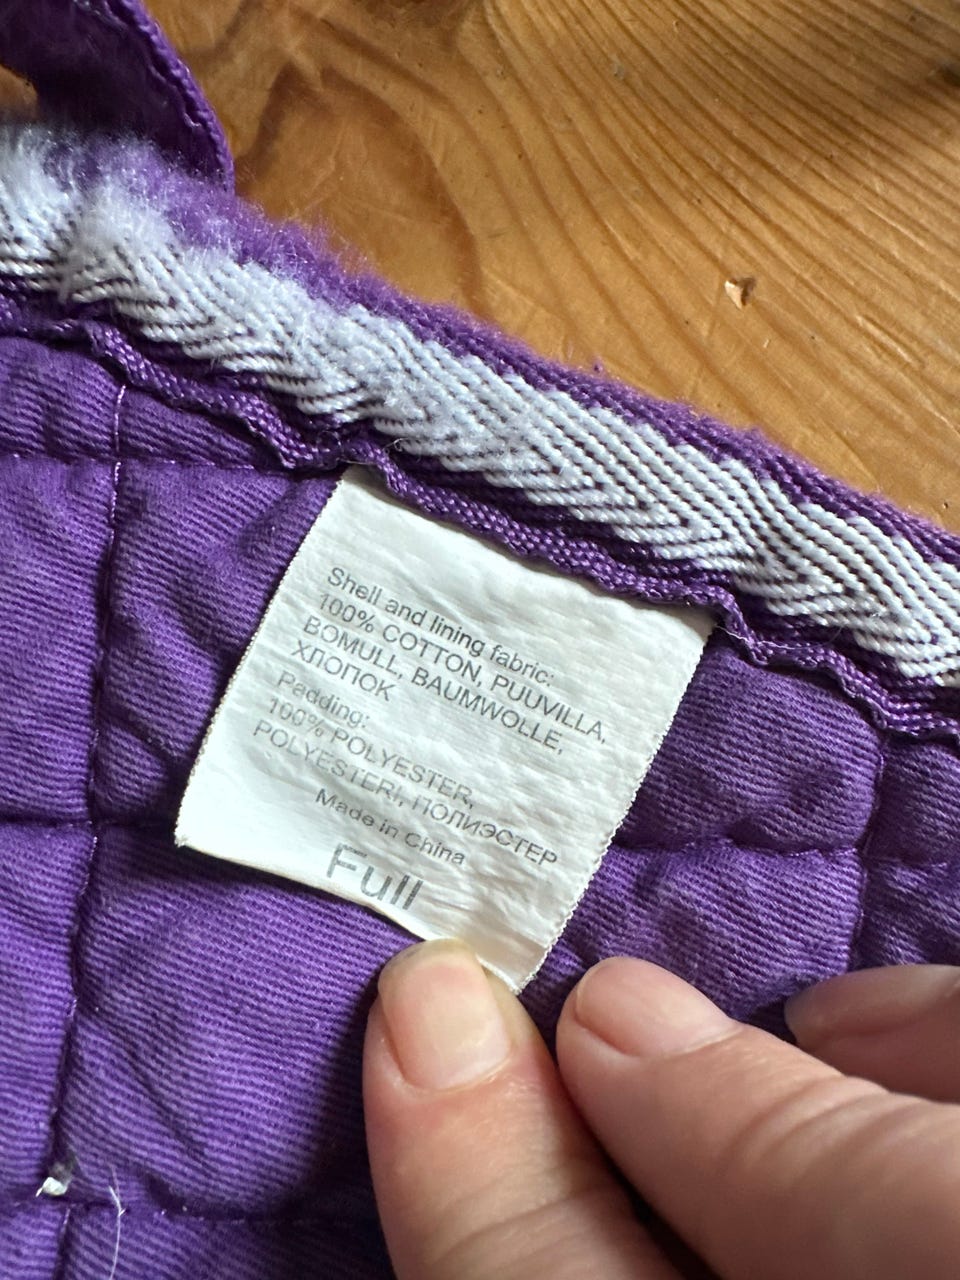 Shell and lining fabric:
100% COTTON, PUUVILLA,
BOMULL, BAUMWOLLE,
ХЛОПОК
Padding:
100% POLYESTER,
POLYESTERI, ПОЛИЭСТЕР
Made in China
Full